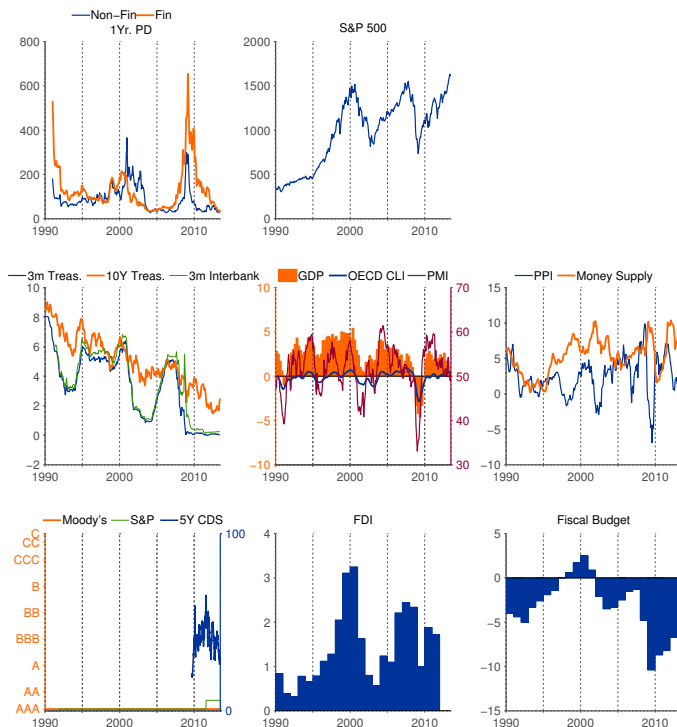 Non−Fin Fin
1Yr. PD
800
600
400
200
0
1990 2000 2010
S&P 500
2000
1500
1000
500
0
1990 2000 2010
3m Treas. 10Y Treas. 3m Interbank
10
8
6
4
2
0
−2
1990 2000 2010
GDP OECD CLI PMI
10 70
5 60
0 50
−5 40
−10 30
1990 2000 2010
PPI Money Supply
15
10
5
0
−5
−10
1990 2000 2010
Moody's S&P 5Y CDS
C 100
CC
CCC
B
BB
BBB
A
AA
AAA 0
1990 2000 2010
FDI
4
3
2
1
0
1990 2000 2010
Fiscal Budget
5
0
−5
−10
−15
1990 2000 2010